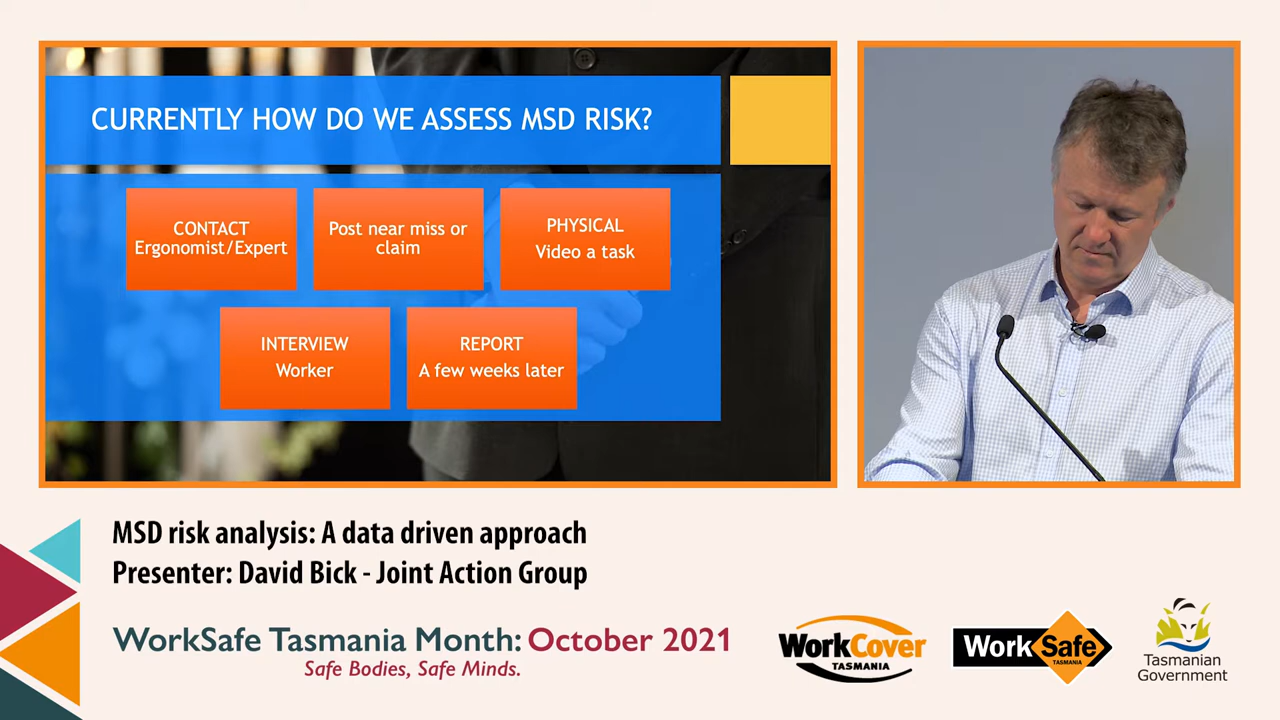 CURRENTLY HOW DO WE ASSESS MSD RISK?
CONTACT
Ergonomist/Expert
Post near miss or
claim
PHYSICAL
Video a task
INTERVIEW
Worker
REPORT
A few weeks later
MSD risk analysis: A data driven approach
Presenter: David Bick - Joint Action Group
WorkSafe Tasmania Month: October 2021
Safe Bodies, Safe Minds.
WorkCover
TASMANIA
WorkSafe
TASMANIA
Tasmanian
Government